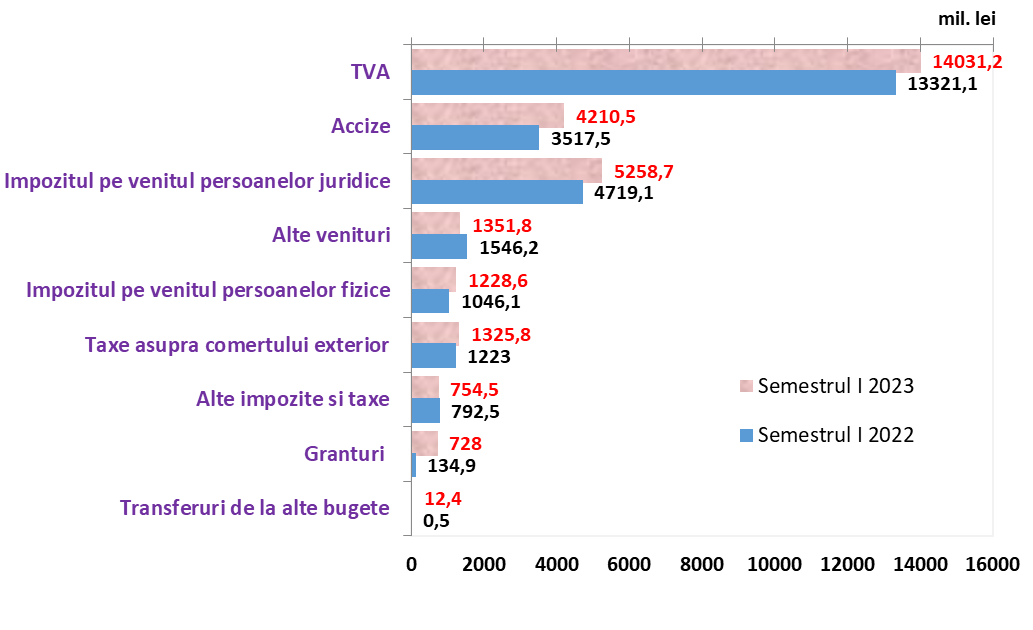 mil. lei
TVA
14031,2
13321,1
Accize
4210,5
3517,5
Impozitul pe venitul persoanelor juridice
5258,7
4719,1
Alte venituri
1351,8
1546,2
Impozitul pe venitul persoanelor fizice
1228,6
1046,1
Taxe asupra comertului exterior
1325,8
1223
Alte impozite si taxe
754,5
792,5
Semestrul I 2023
Semestrul I 2022
Granturi
728
134,9
Transferuri de la alte bugete
12,4
0,5
0 2000 4000 6000 8000 10000 12000 14000 16000